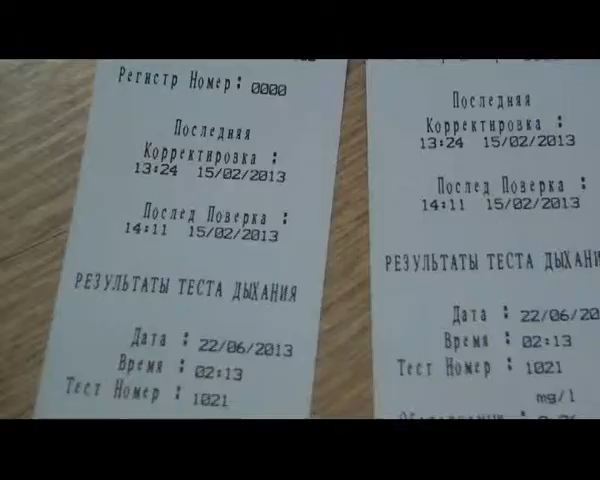 Регистр Номер: 0000
Последняя
Корректировка :
13:24 15/02/2013
Послед Поверка :
14:11 15/02/2013
РЕЗУЛЬТАТЫ ТЕСТА ДЫХАНИЯ
Дата : 22/06/2013
Время : 02:13
Тест Номер : 1021
Последняя
Корректировка :
13:24 15/02/2013
Послед Поверка :
14:11 15/02/2013
РЕЗУЛЬТАТЫ ТЕСТА ДЫХАНИ
Дата : 22/06/20
Время : 02:13
Тест Номер : 1021
mg/l